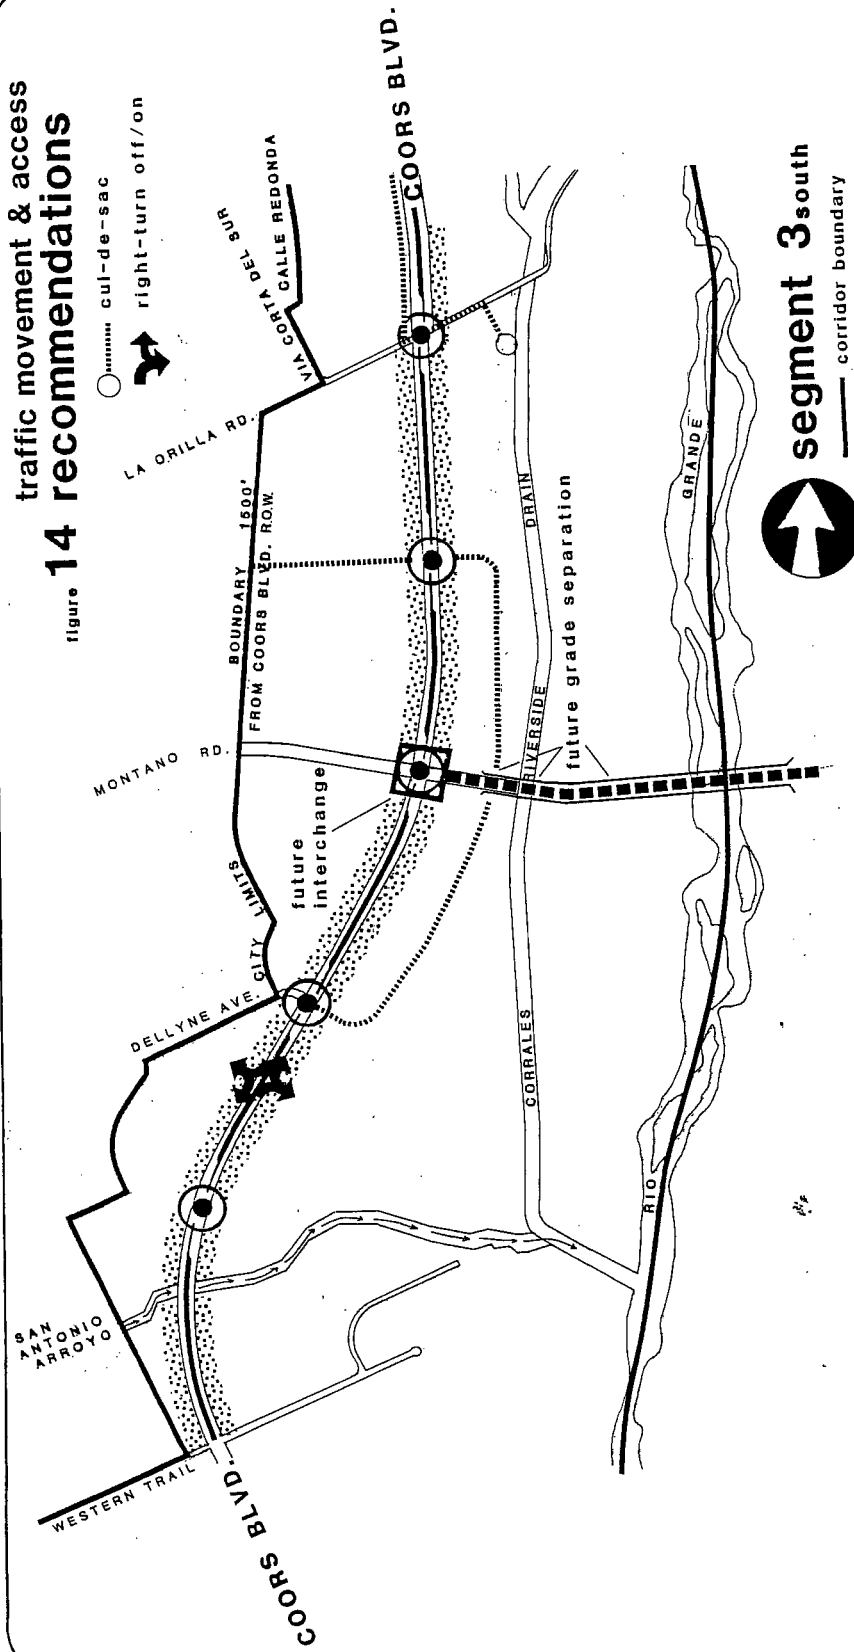 traffic movement & access
figure 14 recommendations
cul-de-sac
right-turn off/on
COORS BLVD.
CALLE REDONDA
VIA CORTA DEL SUR
LA ORILLA RD.
BOUNDARY 1500'
FROM COORS BLVD. R.O.W.
MONTANO RD.
CITY LIMITS
future
interchange
DELLYNE AVE.
SAN
ANTONIO
ARROYO
WESTERN TRAIL
COORS BLVD.
CORRALES
RIVERSIDE
DRAIN
future grade separation
RIO
GRANDE
segment 3 south
corridor boundary